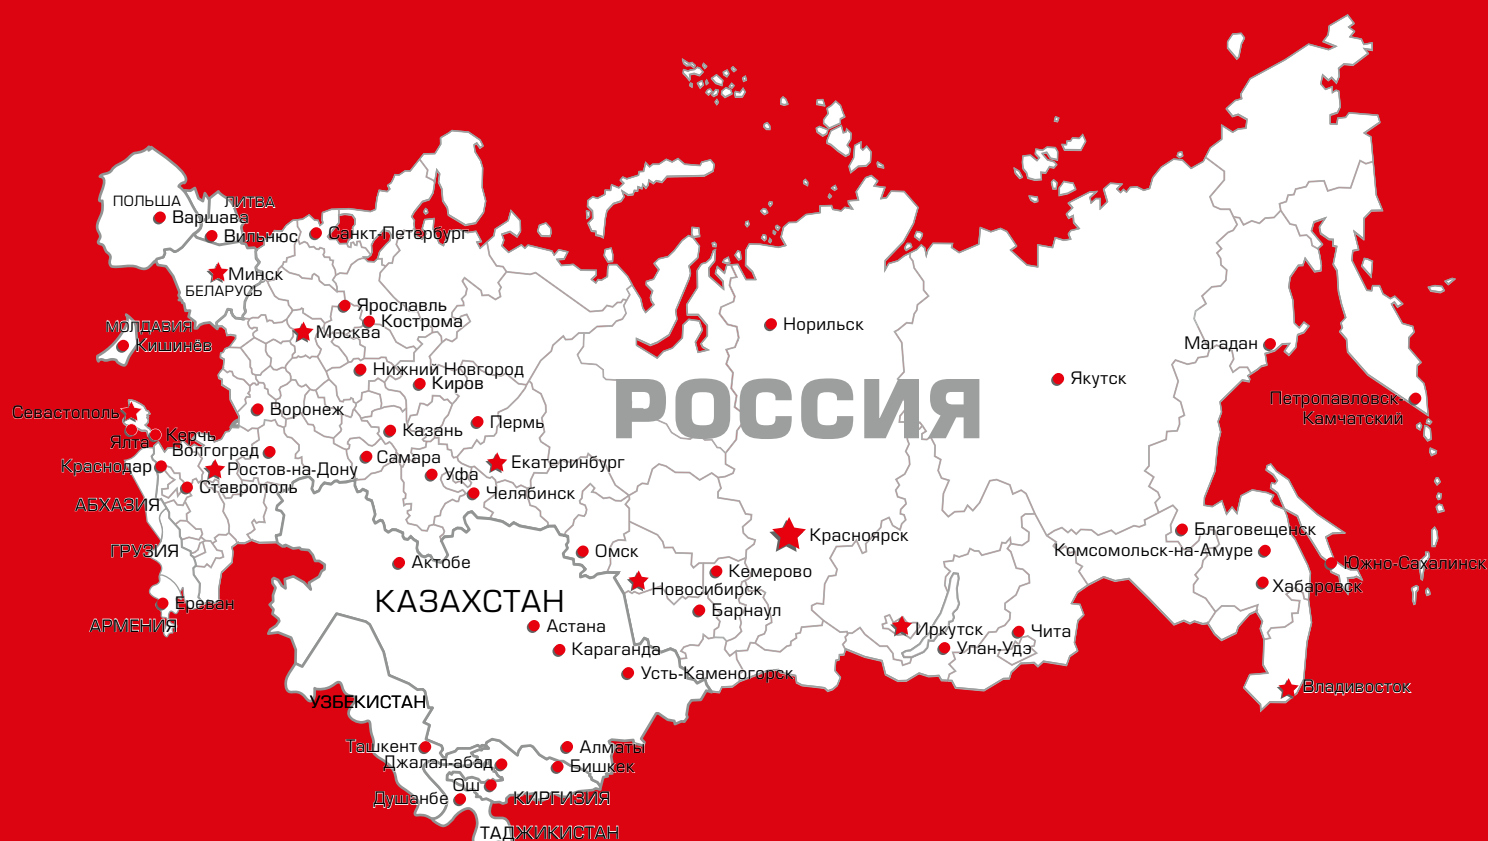 ПОЛЬША
ЛИТВА
Варшава
Вильнюс
Санкт-Петербург
Минск
БЕЛАРУСЬ
Ярославль
Кострома
МОЛДАВИЯ
Москва
Норильск
Кишинёв
Магадан
Нижний Новгород
Киров
Якутск
РОССИЯ
Петропавловск-
Камчатский
Севастополь
Воронеж
Пермь
Ялта
Керчь
Казань
Волгоград
Самара
Екатеринбург
Краснодар
Ростов-на-Дону
Уфа
Ставрополь
Челябинск
АБХАЗИЯ
Благовещенск
Красноярск
ГРУЗИЯ
Омск
Комсомольск-на-Амуре
Актобе
Южно-Сахалинск
Кемерово
Новосибирск
Хабаровск
КАЗАХСТАН
Ереван
Барнаул
АРМЕНИЯ
Астана
Иркутск
Чита
Караганда
Улан-Удэ
Усть-Каменогорск
Владивосток
УЗБЕКИСТАН
Ташкент
Алматы
Джалал-абад
Бишкек
Ош
Душанбе
КИРГИЗИЯ
ТАДЖИКИСТАН